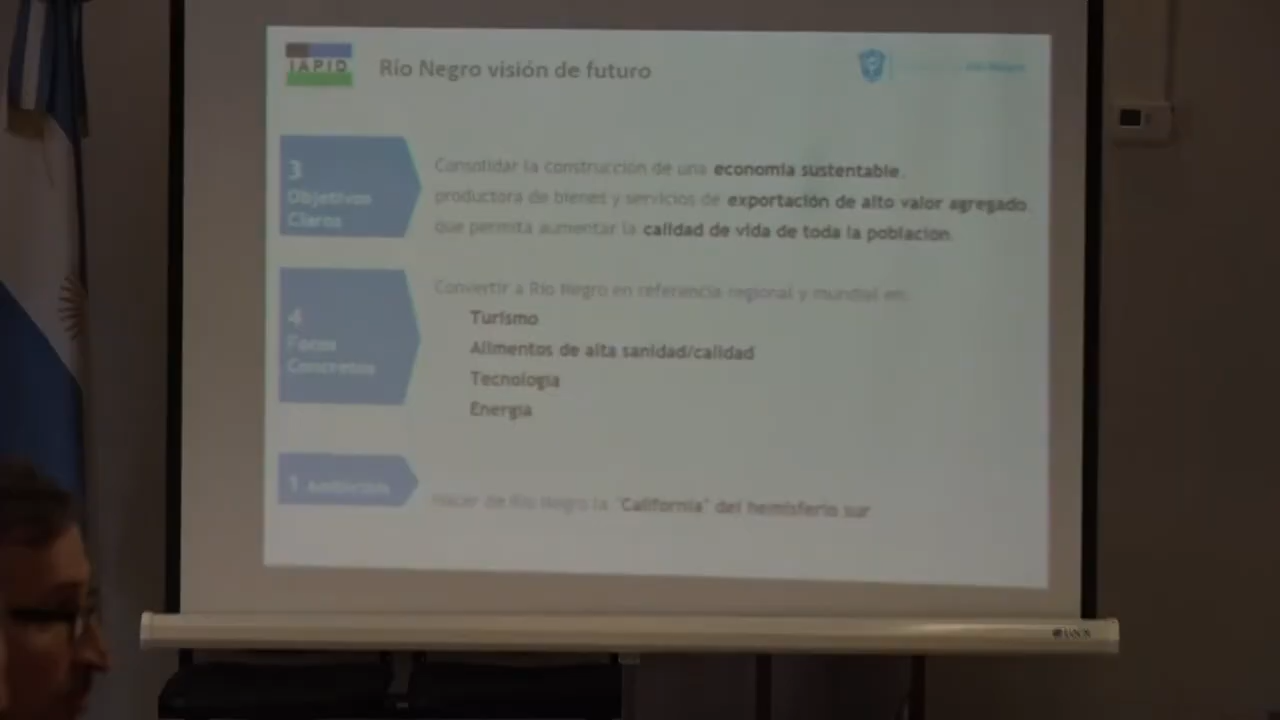 IAPID
Río Negro visión de futuro
3
Objetivos
Claros
Consolidar la construcción de una economía sustentable,
productora de bienes y servicios de exportación de alto valor agregado
que permita aumentar la calidad de vida de toda la poblacion.
4
Focos
Concretos
Convertir a Río Negro en referencia regional y mundial en:
Turismo
Alimentos de alta sanidad/calidad
Tecnología
Energía
1
Hacer de Río Negro la "California" del hemisferio sur